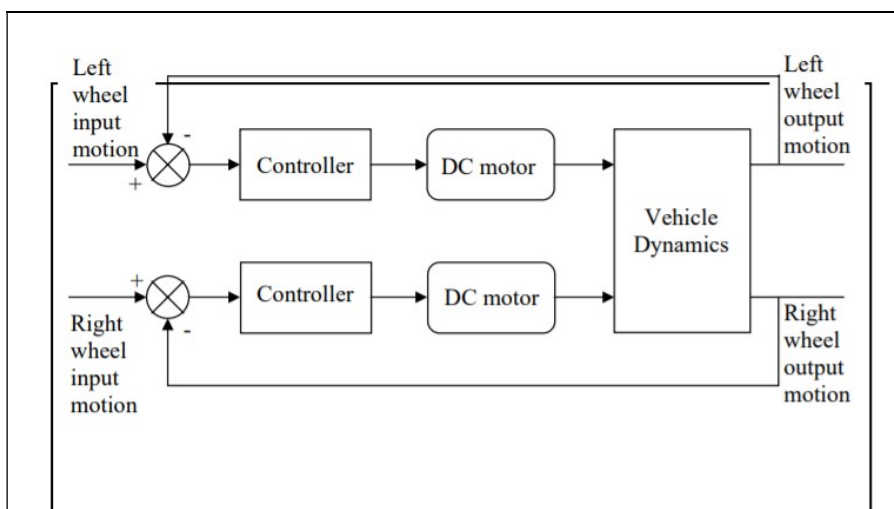 Left
wheel
input
motion
+
-
Controller
DC motor
Vehicle
Dynamics
Left
wheel
output
motion
+
-
Controller
DC motor
Right
wheel
input
motion
Right
wheel
output
motion